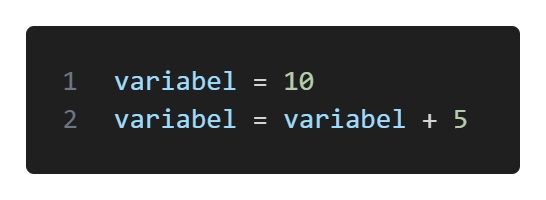 1 variabel = 10
2 variabel = variabel + 5